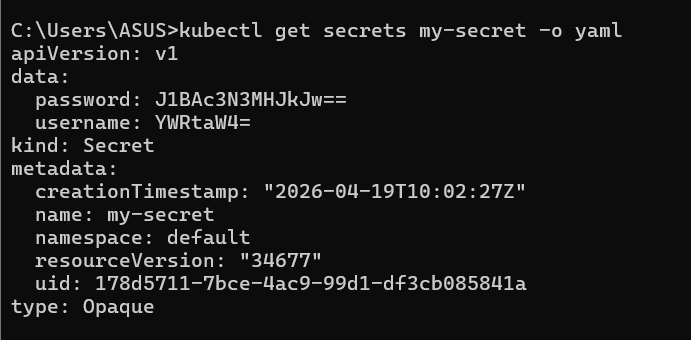 C:\Users\ASUS>kubectl get secrets my-secret -o yaml
apiVersion: v1
data:
  password: J1BAc3N3MHJkJw==
  username: YWRtaW4=
kind: Secret
metadata:
  creationTimestamp: "2026-04-19T10:02:27Z"
  name: my-secret
  namespace: default
  resourceVersion: "34677"
  uid: 178d5711-7bce-4ac9-99d1-df3cb085841a
type: Opaque